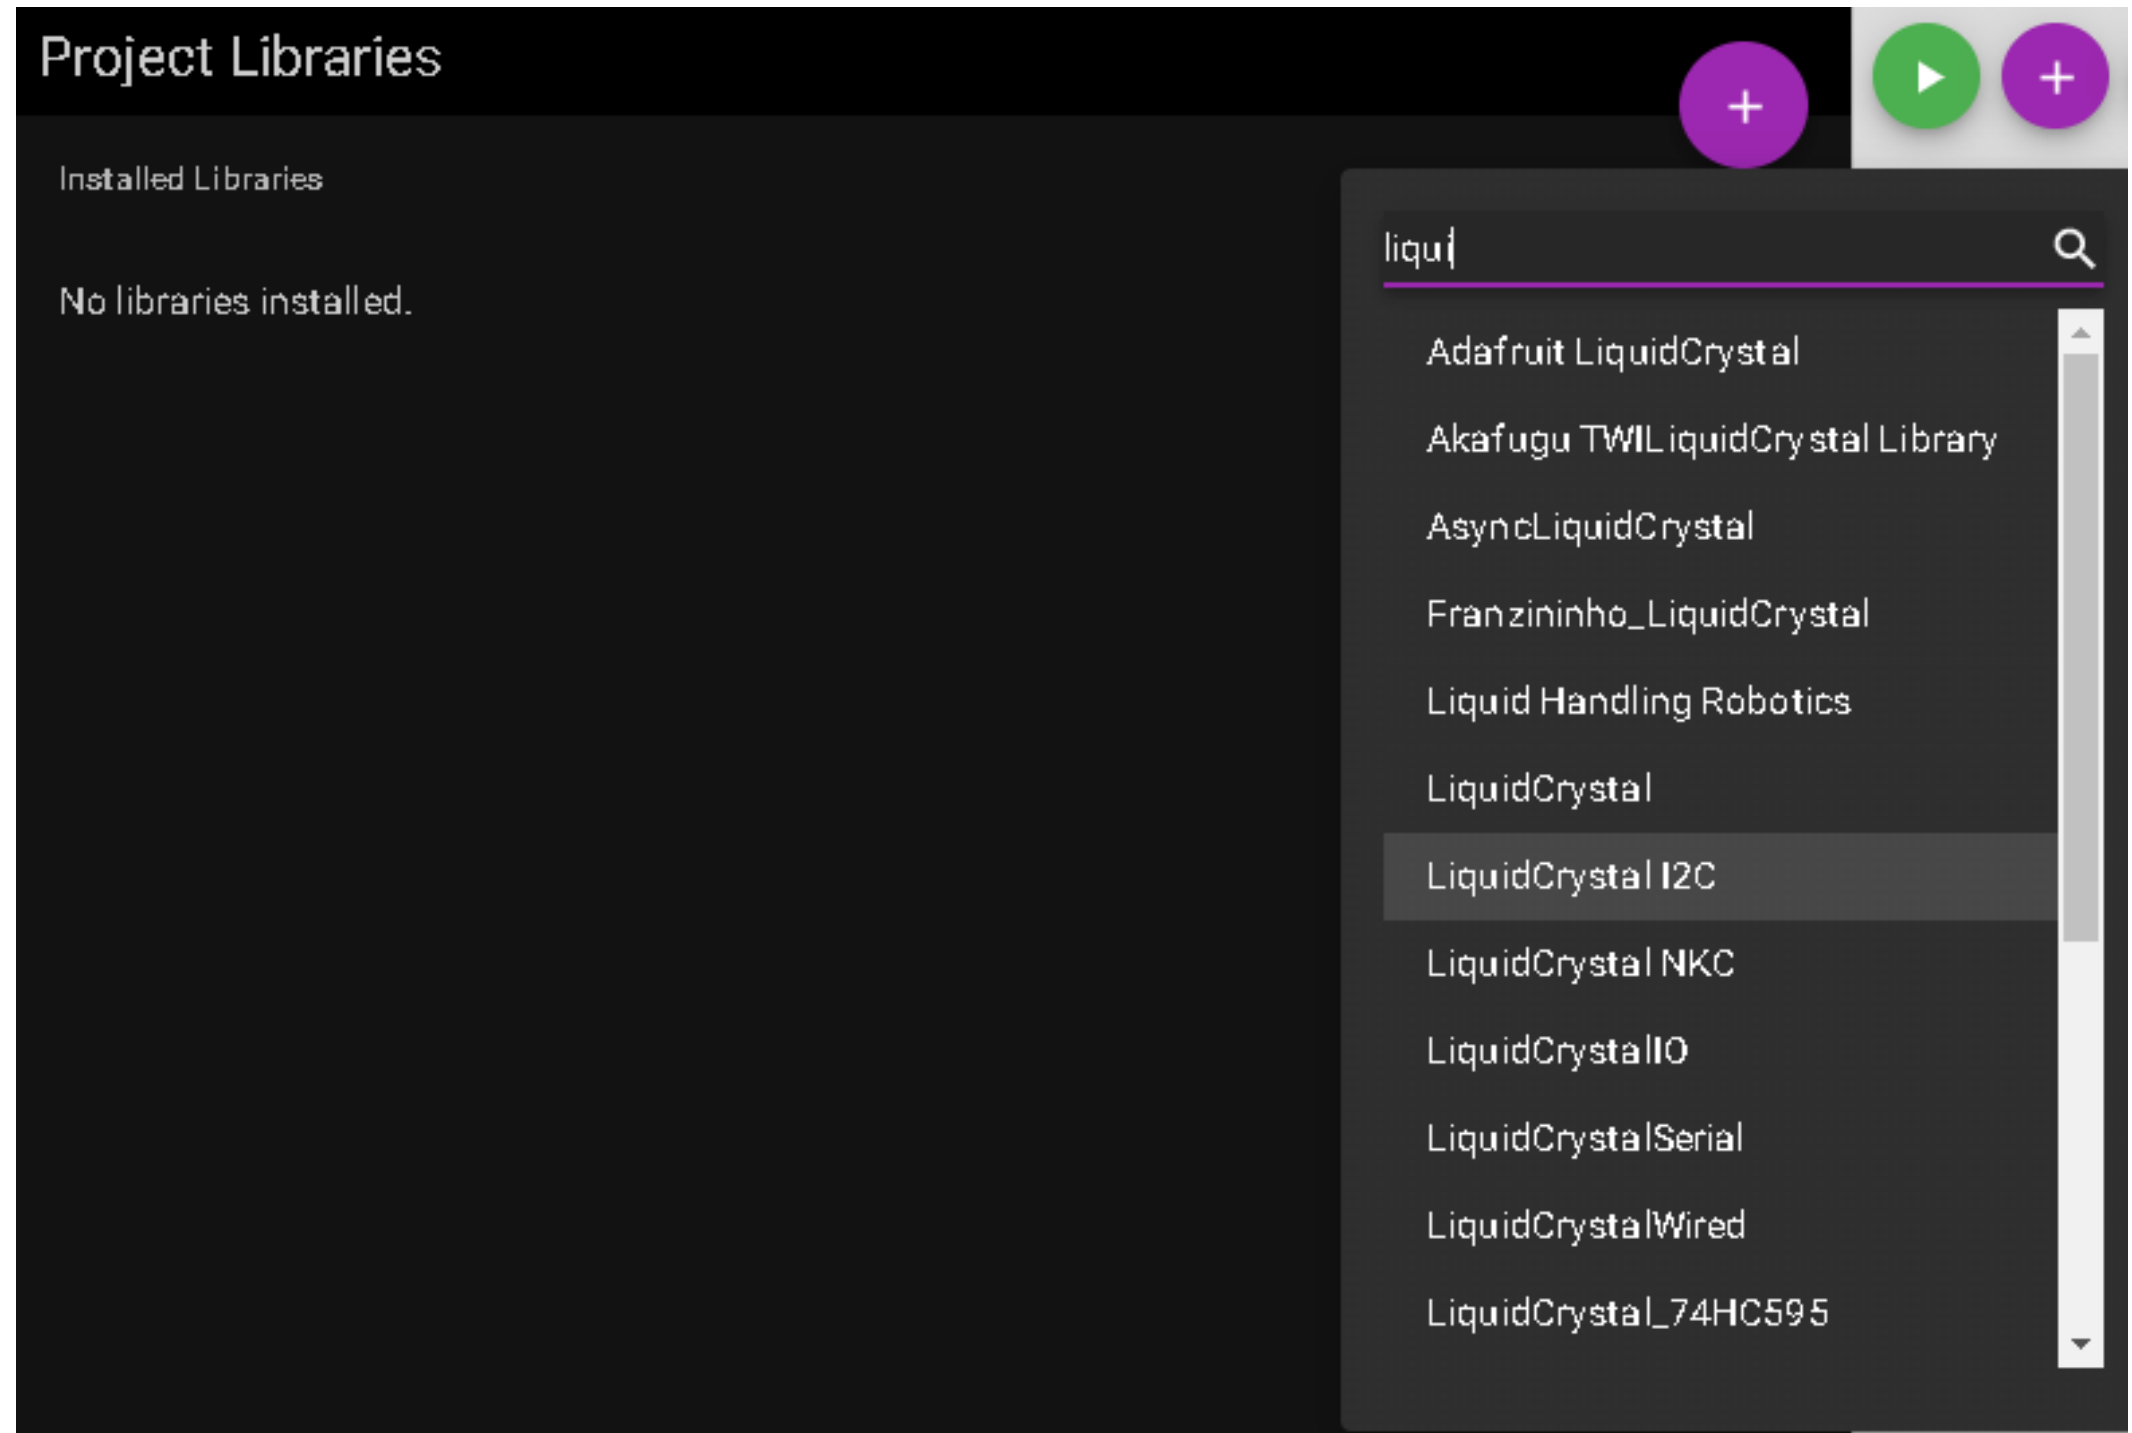 Project Libraries
Installed Libraries
No libraries installed.
liqui
Adafruit LiquidCrystal
Akafugu TWILiquidCrystal Library
AsyncLiquidCrystal
Franzininho_LiquidCrystal
Liquid Handling Robotics
LiquidCrystal
LiquidCrystal I2C
LiquidCrystal NKC
LiquidCrystalIO
LiquidCrystalSerial
LiquidCrystalWired
LiquidCrystal_74HC595